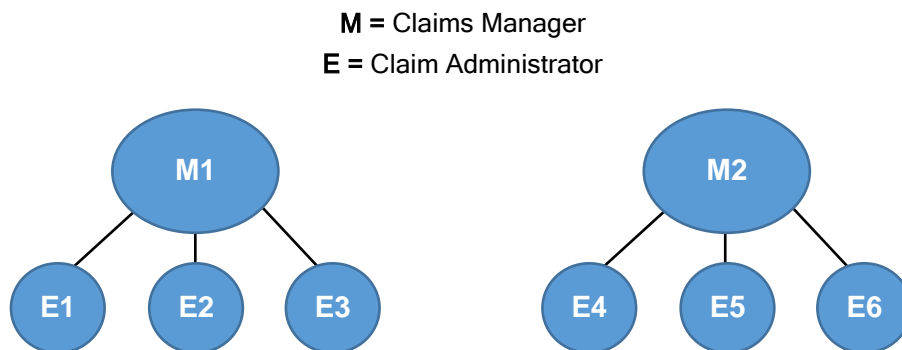 M = Claims Manager
E = Claim Administrator
M1 M2
E1 E2 E3 E4 E5 E6